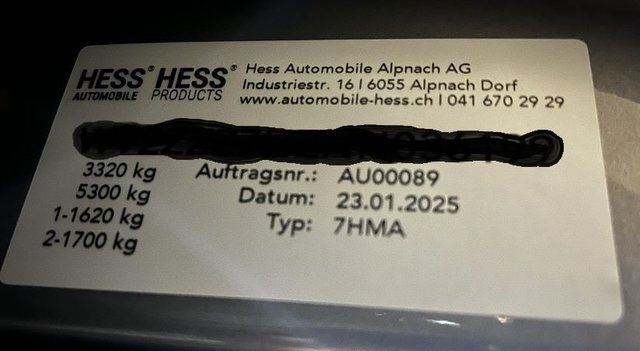 HESS® HESS®
AUTOMOBILE PRODUCTS
Hess Automobile Alpnach AG
Industriestr. 16 I 6055 Alpnach Dorf
www.automobile-hess.ch I 041 670 29 29
3320 kg Auftragsnr.: AU00089
5300 kg Datum: 23.01.2025
1-1620 kg Typ: 7HMA
2-1700 kg